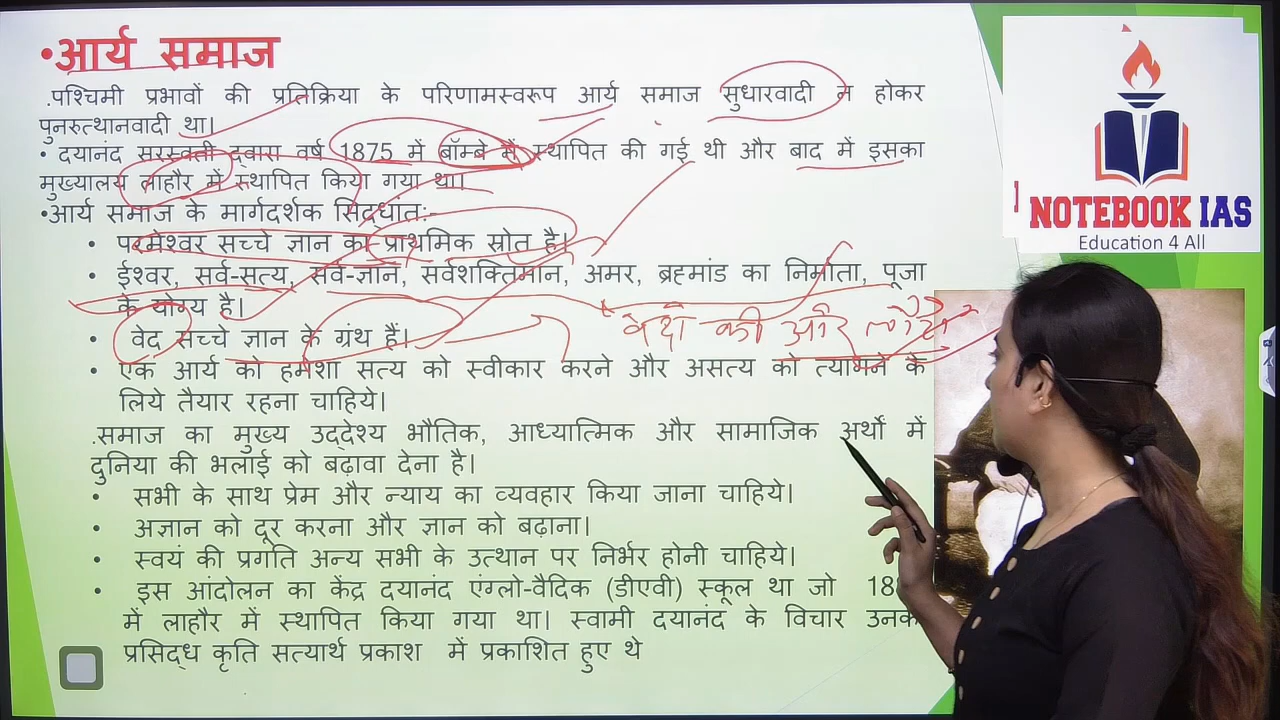 •आर्य समाज
.पश्चिमी प्रभावों की प्रतिक्रिया के परिणामस्वरूप आर्य समाज सुधारवादी न होकर
पुनरुत्थानवादी था।
• दयानंद सरस्वती द्वारा वर्ष 1875 में बॉम्बे में स्थापित की गई थी और बाद में इसका
मुख्यालय लाहौर में स्थापित किया गया था।
•आर्य समाज के मार्गदर्शक सिद्धांत:-
• परमेश्वर सच्चे ज्ञान का प्राथमिक स्रोत है।
• ईश्वर, सर्व-सत्य, सर्व-ज्ञान, सर्वशक्तिमान, अमर, ब्रह्मांड का निर्माता, पूजा
के योग्य है।
• वेद सच्चे ज्ञान के ग्रंथ हैं।
वेदों की और लौटो
• एक आर्य को हमेशा सत्य को स्वीकार करने और असत्य को त्यागने के
लिये तैयार रहना चाहिये।
.समाज का मुख्य उद्देश्य भौतिक, आध्यात्मिक और सामाजिक अर्थों में
दुनिया की भलाई को बढ़ावा देना है।
• सभी के साथ प्रेम और न्याय का व्यवहार किया जाना चाहिये।
• अज्ञान को दूर करना और ज्ञान को बढ़ाना।
• स्वयं की प्रगति अन्य सभी के उत्थान पर निर्भर होनी चाहिये।
• इस आंदोलन का केंद्र दयानंद एंग्लो-वैदिक (डीएवी) स्कूल था जो
में लाहौर में स्थापित किया गया था। स्वामी दयानंद के विचार
प्रसिद्ध कृति सत्यार्थ प्रकाश में प्रकाशित हुए थे
NOTEBOOK IAS
Education 4 All